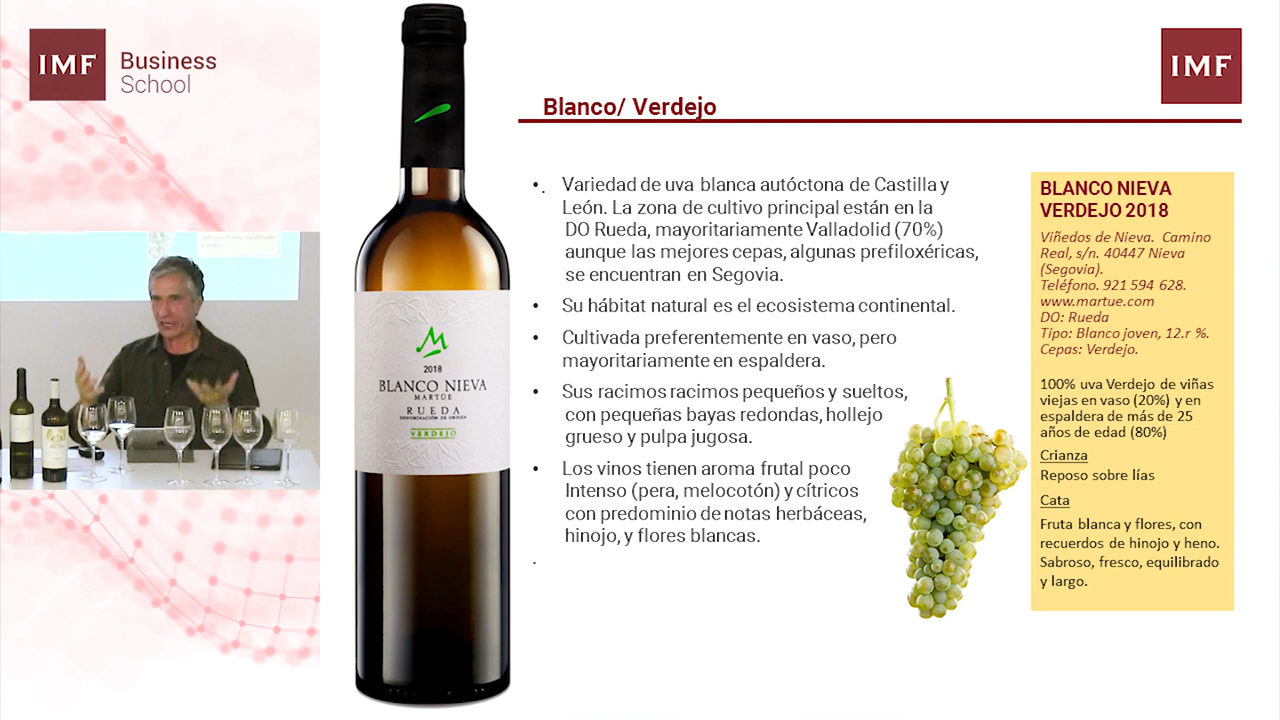 IMF
Business
School
IMF
Blanco/ Verdejo
•. Variedad de uva blanca autóctona de Castilla y
León. La zona de cultivo principal están en la
DO Rueda, mayoritariamente Valladolid (70%)
aunque las mejores cepas, algunas prefiloxéricas,
se encuentran en Segovia.
• Su hábitat natural es el ecosistema continental.
• Cultivada preferentemente en vaso, pero
mayoritariamente en espaldera.
• Sus racimos racimos pequeños y sueltos,
con pequeñas bayas redondas, hollejo
grueso y pulpa jugosa.
• Los vinos tienen aroma frutal poco
Intenso (pera, melocotón) y cítricos
con predominio de notas herbáceas,
hinojo, y flores blancas.
.
M
2018
BLANCO NIEVA
MARTÚE
RUEDA
DENOMINACIÓN DE ORIGEN
VERDEJO
BLANCO NIEVA
VERDEJO 2018
Viñedos de Nieva. Camino
Real, s/n. 40447 Nieva
(Segovia).
Teléfono. 921 594 628.
www.martue.com
DO: Rueda
Tipo: Blanco joven, 12.r %.
Cepas: Verdejo.
100% uva Verdejo de viñas
viejas en vaso (20%) y en
espaldera de más de 25
años de edad (80%)
Crianza
Reposo sobre lías
Cata
Fruta blanca y flores, con
recuerdos de hinojo y heno.
Sabroso, fresco, equilibrado
y largo.